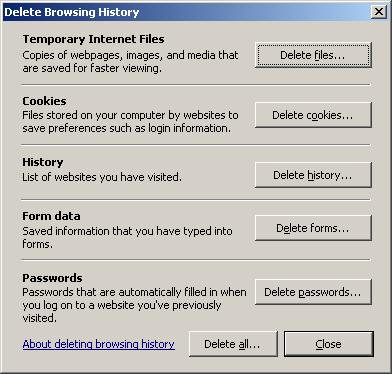 Delete Browsing History
Temporary Internet Files
Copies of webpages, images, and media that
are saved for faster viewing.
Delete files...
Cookies
Files stored on your computer by websites to
save preferences such as login information.
Delete cookies...
History
List of websites you have visited.
Delete history...
Form data
Saved information that you have typed into
forms.
Delete forms...
Passwords
Passwords that are automatically filled in when
you log on to a website you've previously
visited.
Delete passwords...
About deleting browsing history
Delete all...
Close